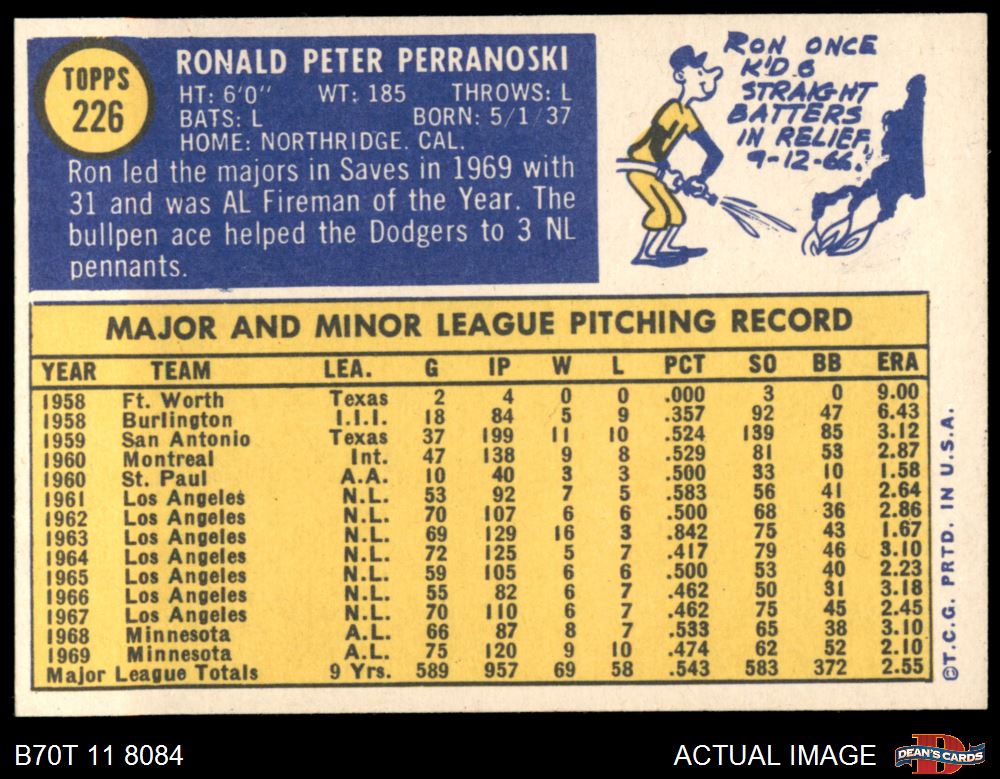 TOPPS
226
RONALD PETER PERRANOSKI
HT: 6'0" WT: 185 THROWS: L
BATS: L BORN: 5/1/37
HOME: NORTHRIDGE, CAL.
Ron led the majors in Saves in 1969 with
31 and was AL Fireman of the Year. The
bullpen ace helped the Dodgers to 3 NL
pennants.
RON ONCE
K'D 6
STRAIGHT
BATTERS
IN RELIEF,
9-12-66.
MAJOR AND MINOR LEAGUE PITCHING RECORD
YEAR TEAM LEA. G IP W L PCT SO BB ERA
1958 Ft. Worth Texas 2 4 0 0 .000 3 0 9.00
1958 Burlington I.I.I. 18 84 5 9 .357 92 47 6.43
1959 San Antonio Texas 37 199 11 10 .524 139 85 3.12
1960 Montreal Int. 47 138 9 8 .529 81 53 2.87
1960 St. Paul A.A. 10 40 3 3 .500 33 10 1.58
1961 Los Angeles N.L. 53 92 7 5 .583 56 41 2.64
1962 Los Angeles N.L. 70 107 6 6 .500 68 36 2.86
1963 Los Angeles N.L. 69 129 16 3 .842 75 43 1.67
1964 Los Angeles N.L. 72 125 5 7 .417 79 46 3.10
1965 Los Angeles N.L. 59 105 6 6 .500 53 40 2.23
1966 Los Angeles N.L. 55 82 6 7 .462 50 31 3.18
1967 Los Angeles N.L. 70 110 6 7 .462 75 45 2.45
1968 Minnesota A.L. 66 87 8 7 .533 65 38 3.10
1969 Minnesota A.L. 75 120 9 10 .474 62 52 2.10
Major League Totals 9 Yrs. 589 957 69 58 .543 583 372 2.55
©T.C.G. PRTD. IN U.S.A.
B70T 11 8084
ACTUAL IMAGE
DEAN'S CARDS